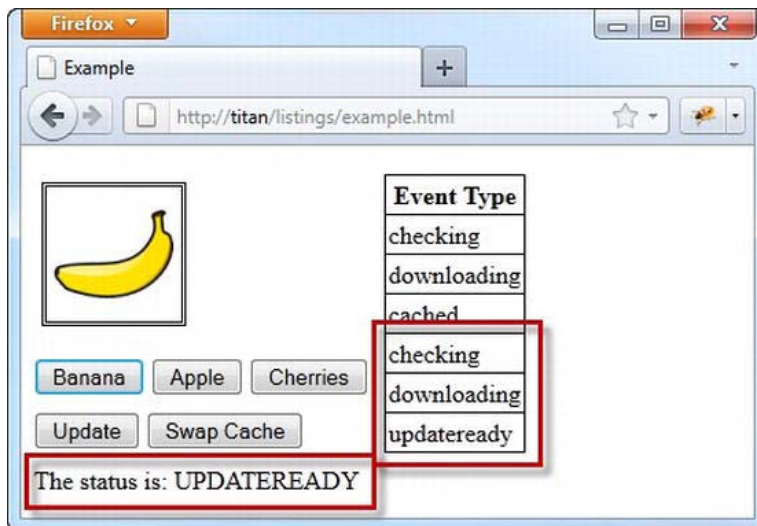 Firefox
Example
http://titan/listings/example.html
Event Type
checking
downloading
cached
checking
downloading
updateready
Banana Apple Cherries
Update Swap Cache
The status is: UPDATEREADY